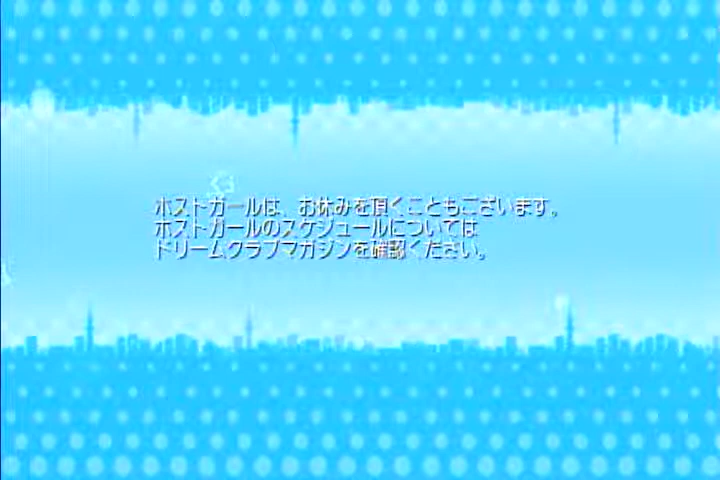 ホストガールは、お休みを頂くこともございます。
ホストガールのスケジュールについては
ドリームクラブマガジンを確認ください。